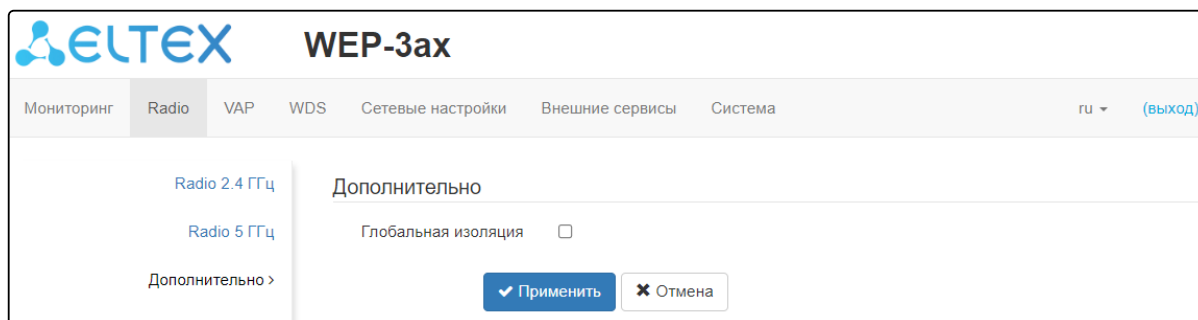 ELTEX WEP-3ax
Мониторинг Radio VAP WDS Сетевые настройки Внешние сервисы Система ru (выход)
Radio 2.4 ГГц
Дополнительно
Radio 5 ГГц
Глобальная изоляция
Дополнительно >
Применить Отмена